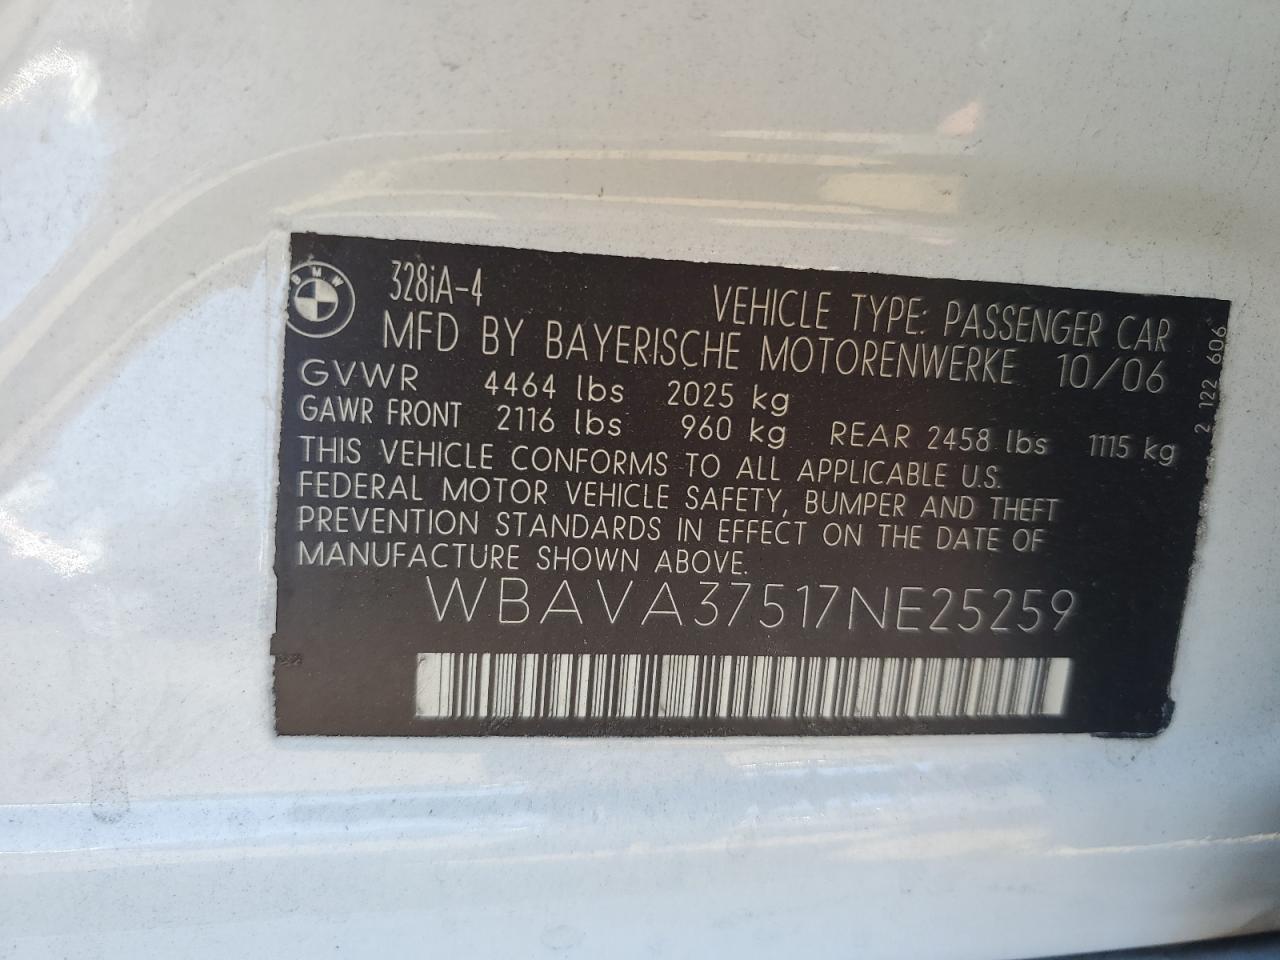 BMW
328iA-4
VEHICLE TYPE: PASSENGER CAR
MFD BY BAYERISCHE MOTORENWERKE 10/06
GVWR 4464 lbs 2025 kg
GAWR FRONT 2116 lbs 960 kg REAR 2458 lbs 1115 kg
THIS VEHICLE CONFORMS TO ALL APPLICABLE U.S.
FEDERAL MOTOR VEHICLE SAFETY, BUMPER AND THEFT
PREVENTION STANDARDS IN EFFECT ON THE DATE OF
MANUFACTURE SHOWN ABOVE.
WBAVA37517NE25259
2 122 606